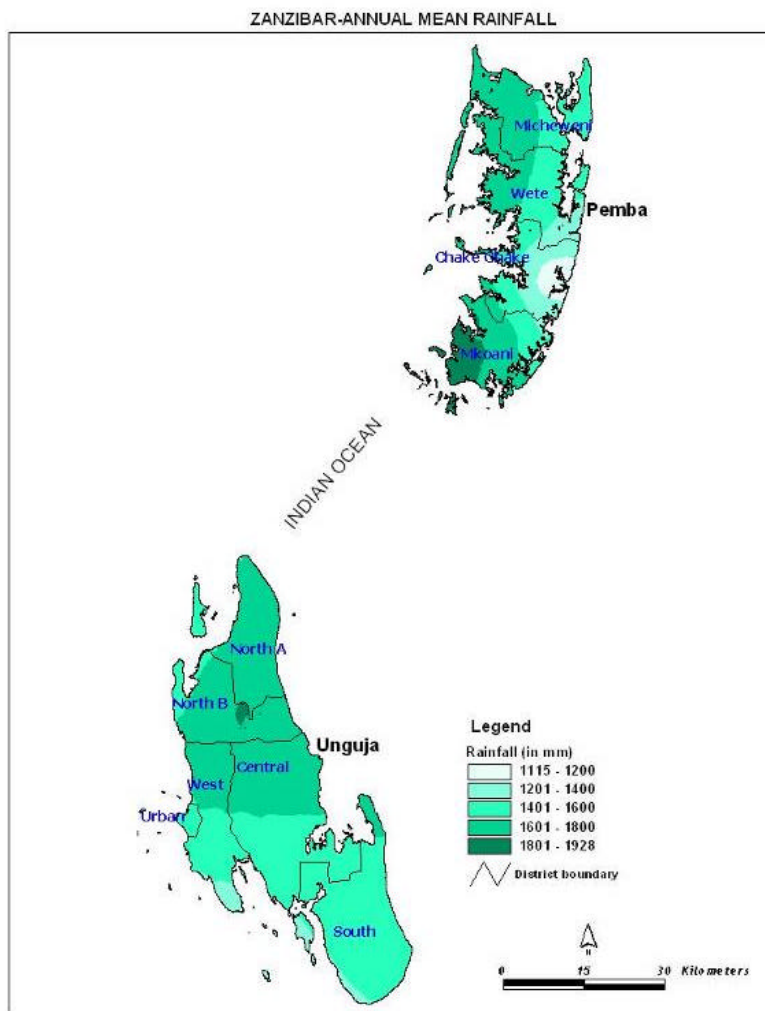 ZANZIBAR-ANNUAL MEAN RAINFALL
Micheweni
Wete
Pemba
Chake Chake
Mkoani
INDIAN OCEAN
North A
North B
Unguja
Central
West
Urban
South
Legend
Rainfall (in mm)
1115 - 1200
1201 - 1400
1401 - 1600
1601 - 1800
1801 - 1928
District boundary
N
0 15 30 Kilometers